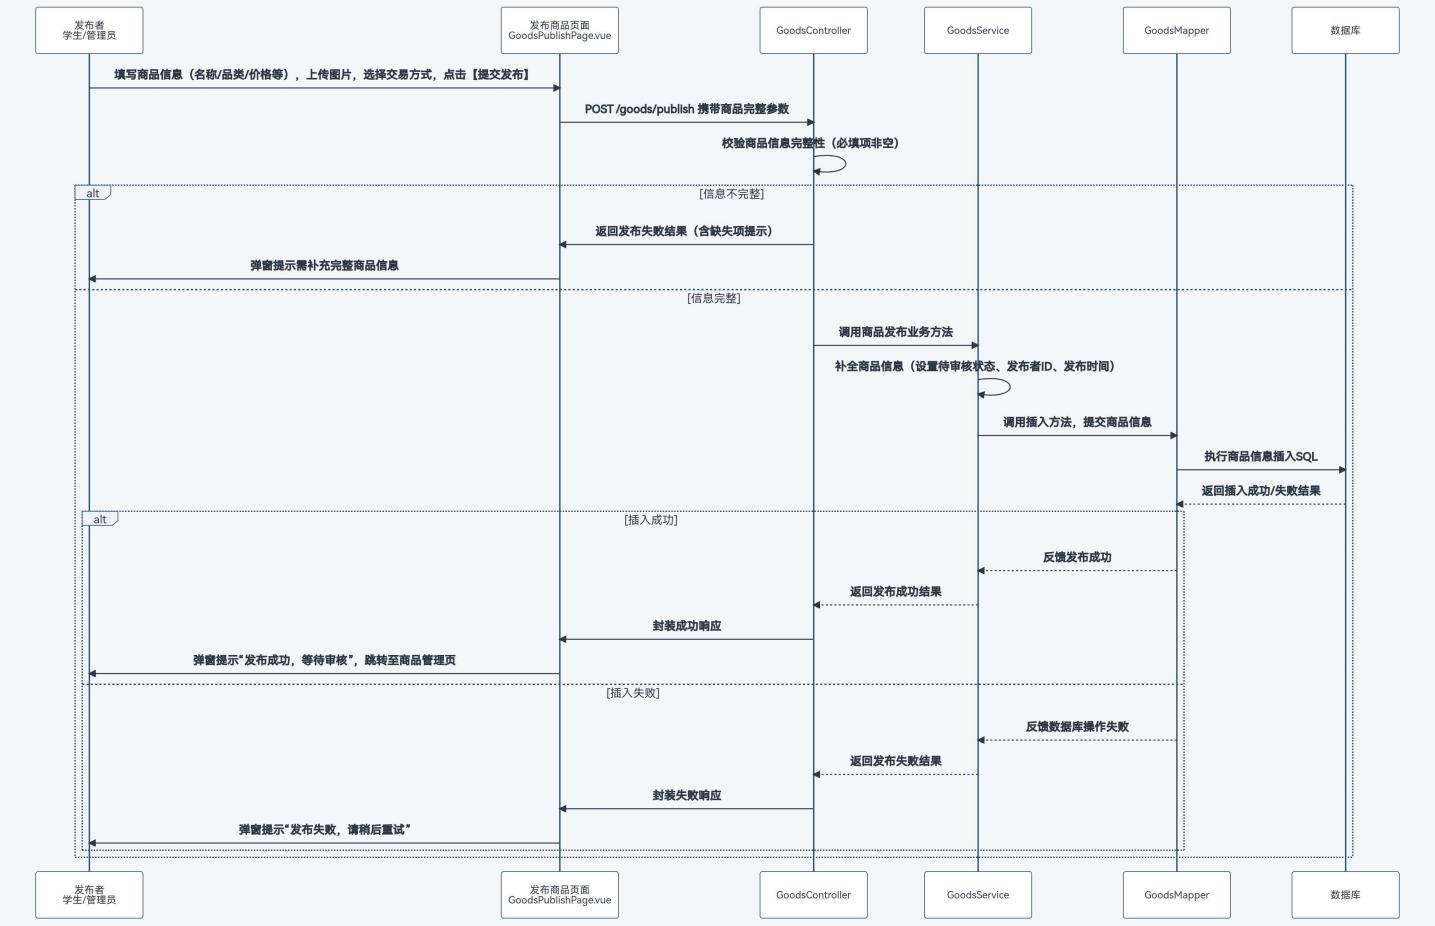 发布者
学生/管理员
发布商品页面
GoodsPublishPage.vue
GoodsController
GoodsService
GoodsMapper
数据库
填写商品信息（名称/品类/价格等），上传图片，选择交易方式，点击【提交发布】
POST /goods/publish 携带商品完整参数
校验商品信息完整性（必填项非空）
alt
[信息不完整]
返回发布失败结果（含缺失项提示）
弹窗提示需补充完整商品信息
[信息完整]
调用商品发布业务方法
补全商品信息（设置待审核状态、发布者ID、发布时间）
调用插入方法，提交商品信息
执行商品信息插入SQL
返回插入成功/失败结果
alt
[插入成功]
反馈发布成功
返回发布成功结果
封装成功响应
弹窗提示“发布成功，等待审核”，跳转至商品管理页
[插入失败]
反馈数据库操作失败
返回发布失败结果
封装失败响应
弹窗提示“发布失败，请稍后重试”
发布者
学生/管理员
发布商品页面
GoodsPublishPage.vue
GoodsController
GoodsService
GoodsMapper
数据库